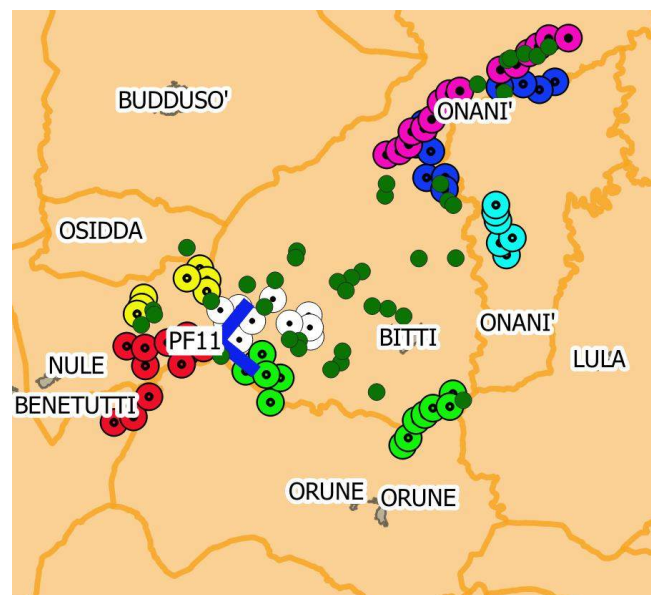 BUDDUSO'
ONANI'
OSIDDA
ONANI'
PF11
BITTI
LULA
NULE
BENETUTTI
ORUNE ORUNE